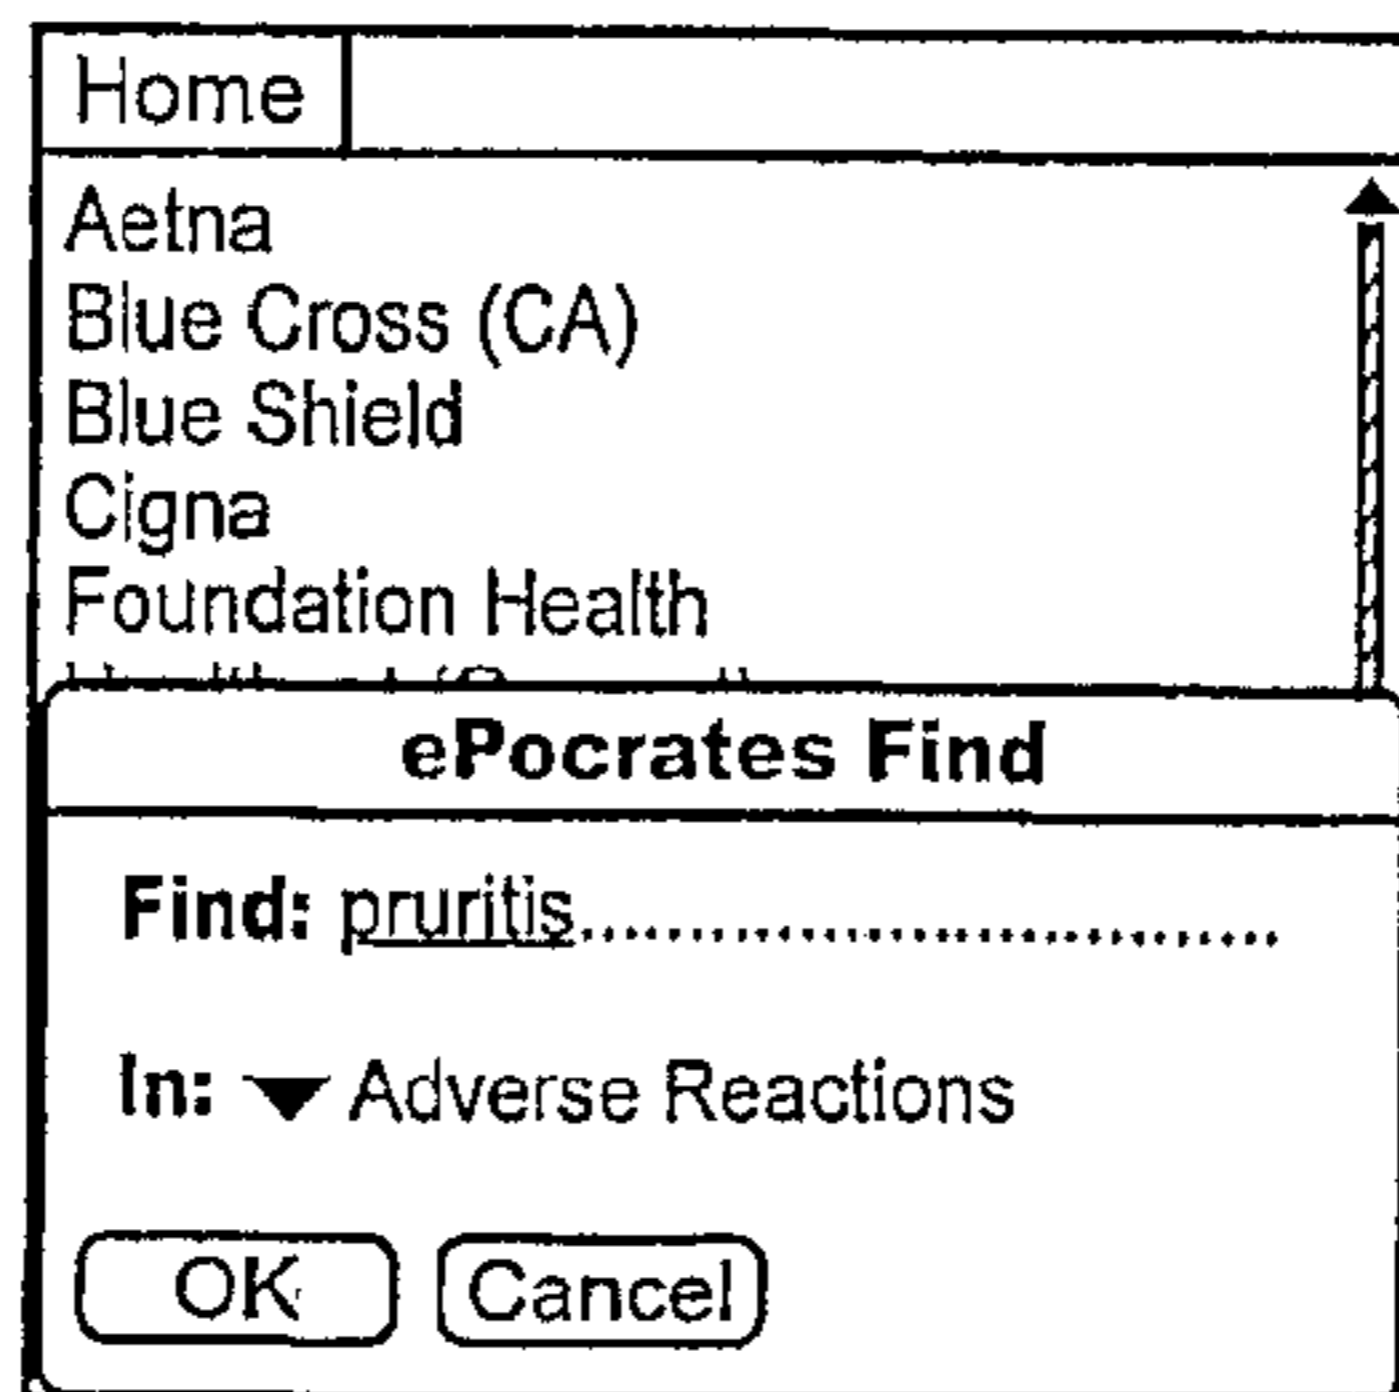 Home
Aetna
Blue Cross (CA)
Blue Shield
Cigna
Foundation Health
ePocrates Find
Find: pruritis
In: Adverse Reactions
OK Cancel